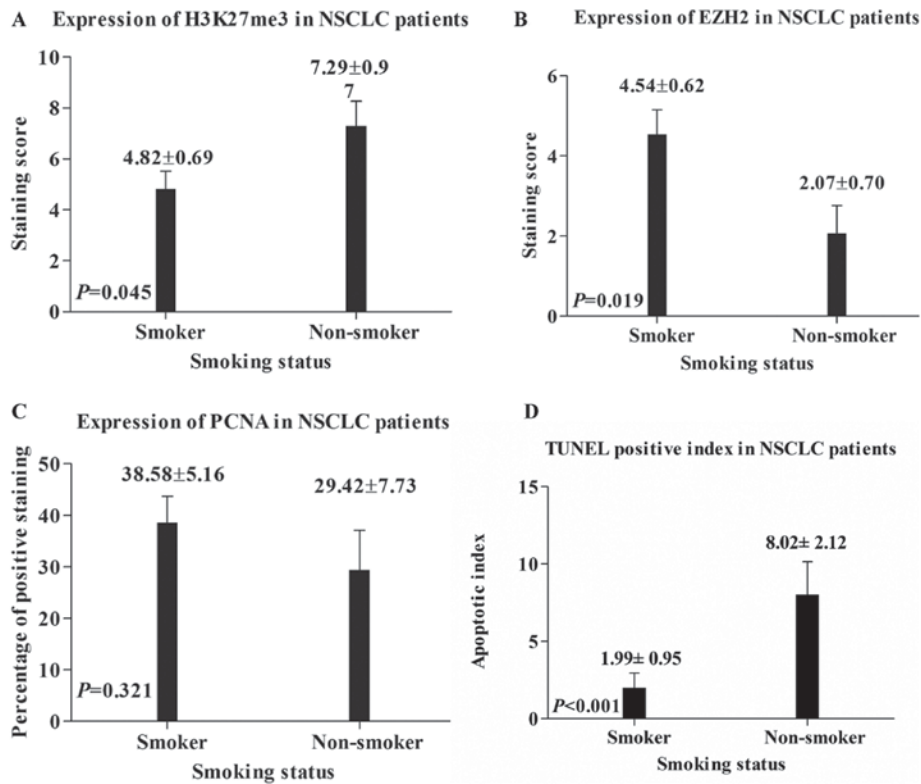 A
Expression of H3K27me3 in NSCLC patients
Staining score
10
8
6
4
2
0
4.82±0.69
7.29±0.9
7
P=0.045
Smoker
Non-smoker
Smoking status
B
Expression of EZH2 in NSCLC patients
Staining score
6
4
2
0
4.54±0.62
2.07±0.70
P=0.019
Smoker
Non-smoker
Smoking status
C
Expression of PCNA in NSCLC patients
Percentage of positive staining
50
40
30
20
10
0
38.58±5.16
29.42±7.73
P=0.321
Smoker
Non-smoker
Smoking status
D
TUNEL positive index in NSCLC patients
Apoptotic index
15
10
5
0
1.99± 0.95
8.02± 2.12
P<0.001
Smoker
Non-smoker
Smoking status